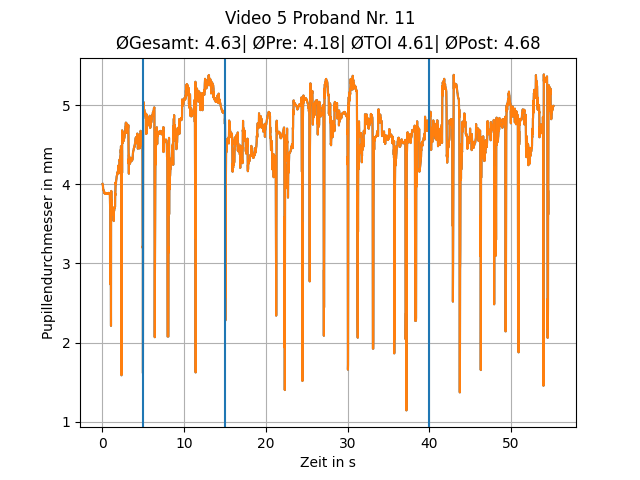 Video 5 Proband Nr. 11
ØGesamt: 4.63| ØPre: 4.18| ØTOI 4.61| ØPost: 4.68
Pupillendurchmesser in mm
5
4
3
2
1
0 10 20 30 40 50
Zeit in s